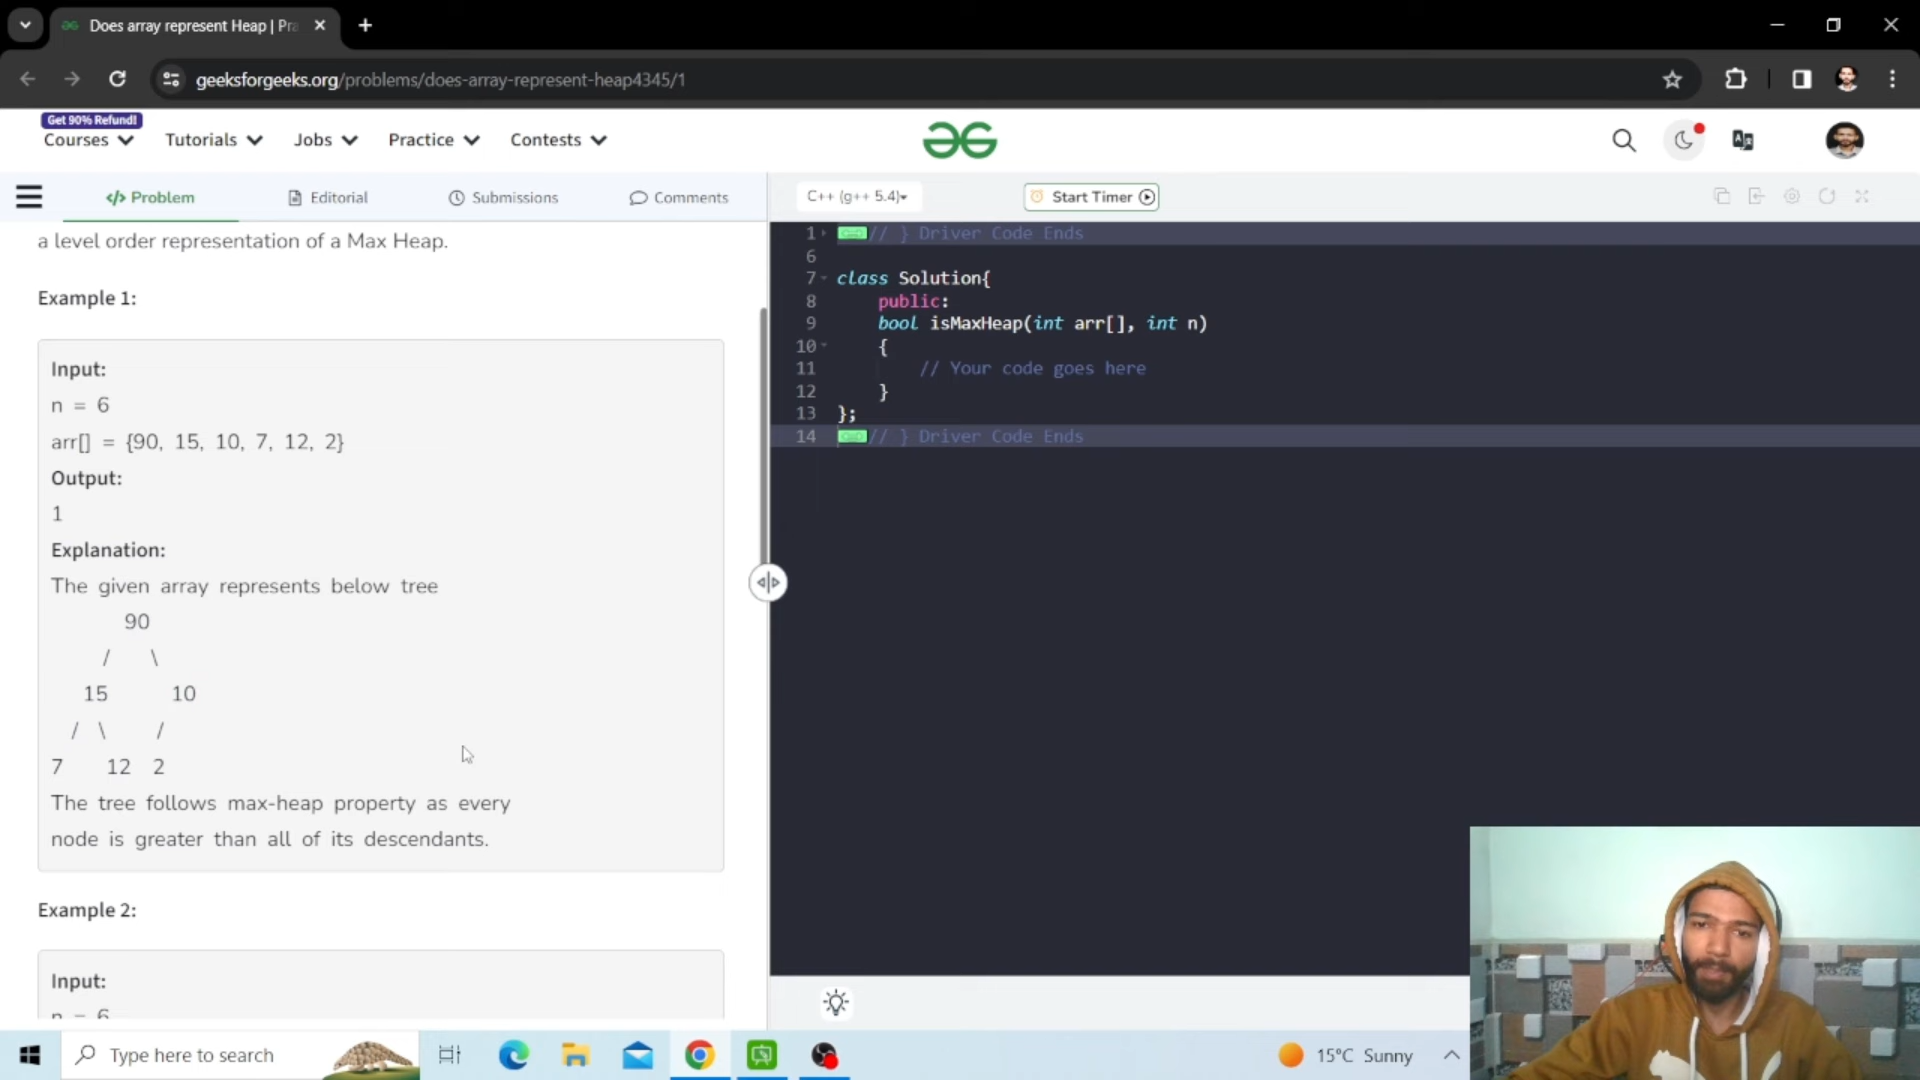 Does array represent Heap | Pra
geeksforgeeks.org/problems/does-array-represent-heap4345/1
Get 90% Refund!
Courses
Tutorials
Jobs
Practice
Contests
</> Problem
Editorial
Submissions
Comments
C++ (g++ 5.4)
Start Timer
a level order representation of a Max Heap.
Example 1:
Input:
n = 6
arr[] = {90, 15, 10, 7, 12, 2}
Output:
1
Explanation:
The given array represents below tree
90
/ \
15 10
/ \ /
7 12 2
The tree follows max-heap property as every
node is greater than all of its descendants.
Example 2:
Input:
n = 6
1 // } Driver Code Ends
6
7 class Solution{
8 public:
9 bool isMaxHeap(int arr[], int n)
10 {
11 // Your code goes here
12 }
13 };
14 // } Driver Code Ends
Type here to search
15°C Sunny